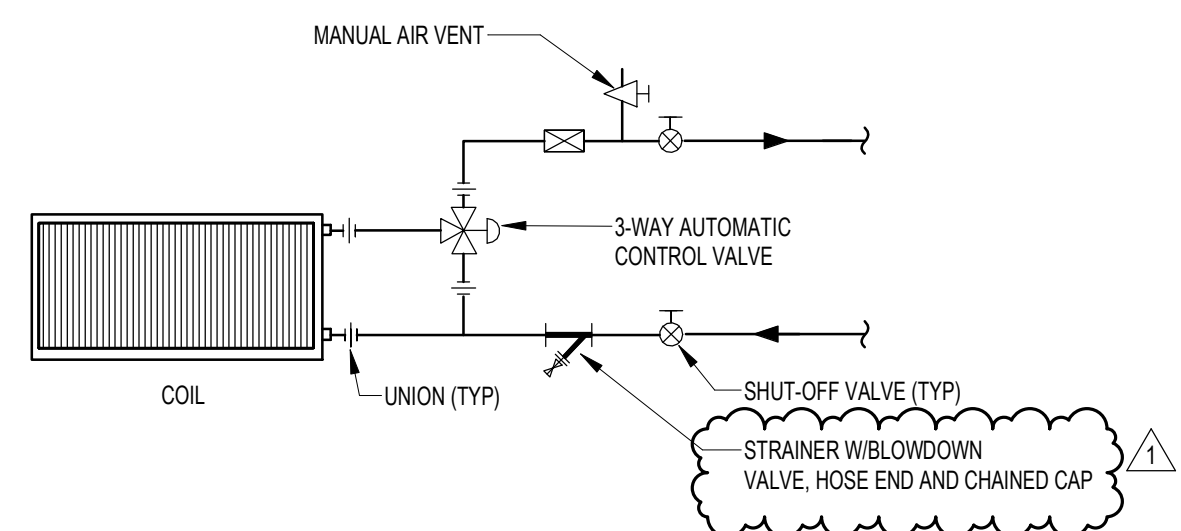 MANUAL AIR VENT
3-WAY AUTOMATIC
CONTROL VALVE
COIL
UNION (TYP)
SHUT-OFF VALVE (TYP)
STRAINER W/BLOWDOWN
VALVE, HOSE END AND CHAINED CAP
1